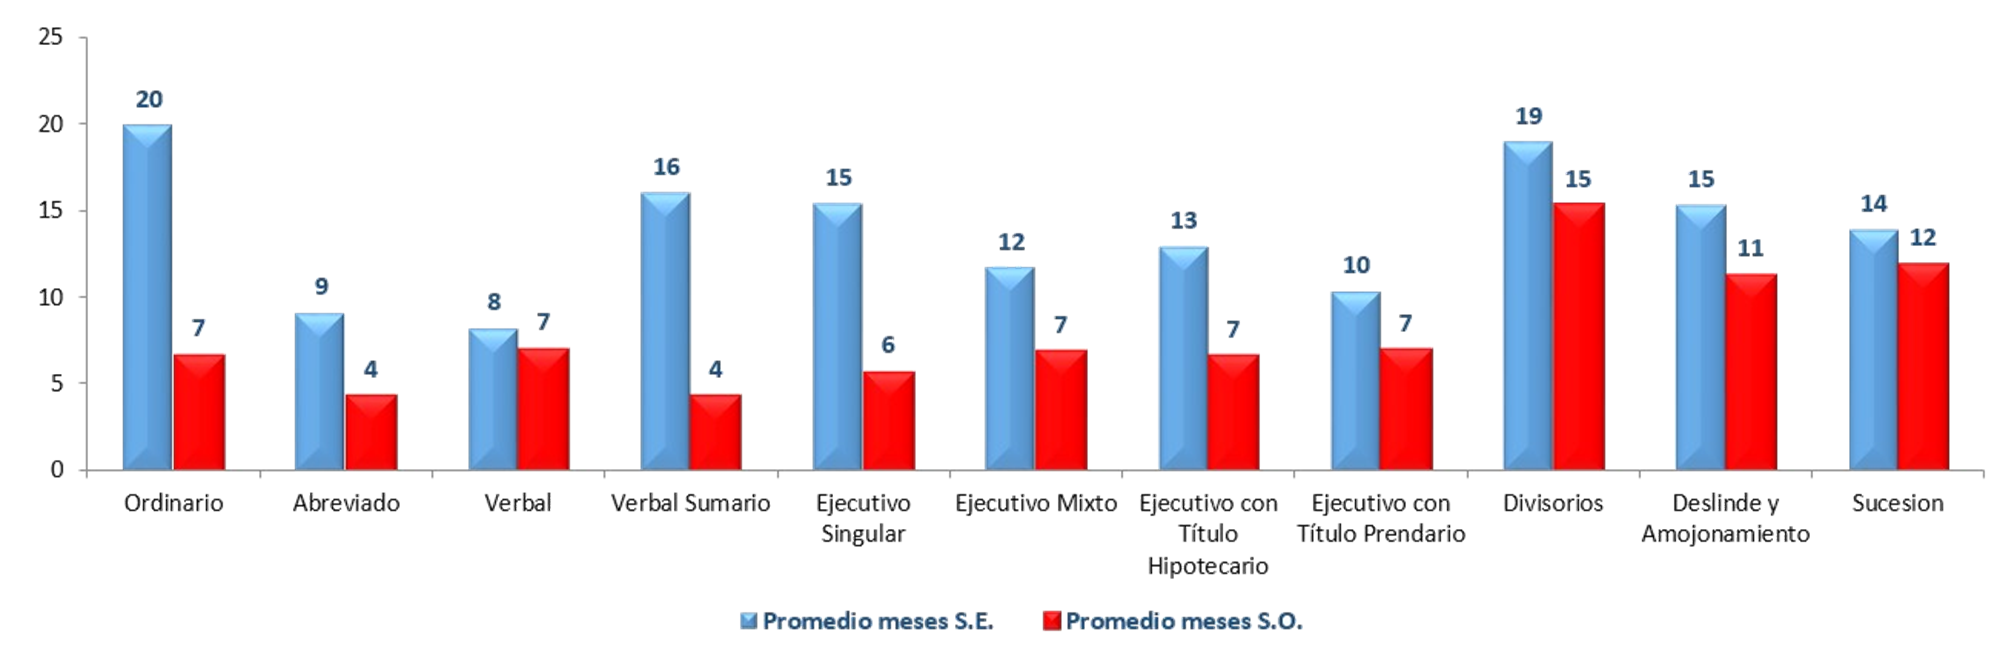 25
20
15
10
5
0
20
7
9
4
8
7
16
4
15
6
12
7
13
7
10
7
19
15
15
11
14
12
Ordinario
Abreviado
Verbal
Verbal Sumario
Ejecutivo
Singular
Ejecutivo Mixto
Ejecutivo con
Título
Hipotecario
Ejecutivo con
Título Prendario
Divisorios
Deslinde y
Amojonamiento
Sucesion
Promedio meses S.E.
Promedio meses S.O.